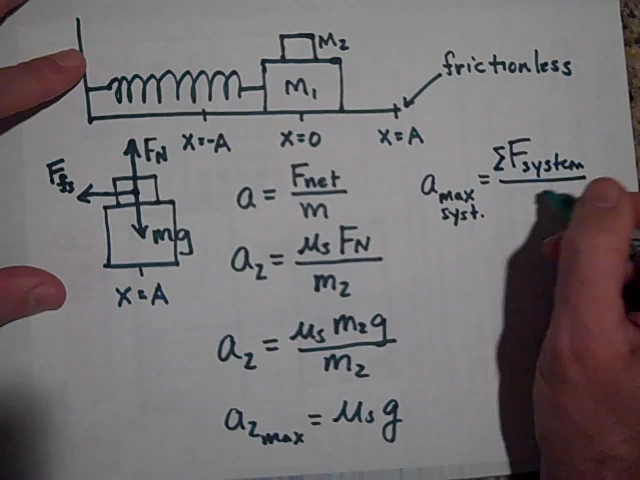 M2
M1
frictionless
X=-A
X=0
X=A
FN
Ffs
mg
X=A
a = Fnet / m
a2 = μs FN / m2
a2 = μs m2g / m2
a2max = μs g
amax syst. = ΣFsystem